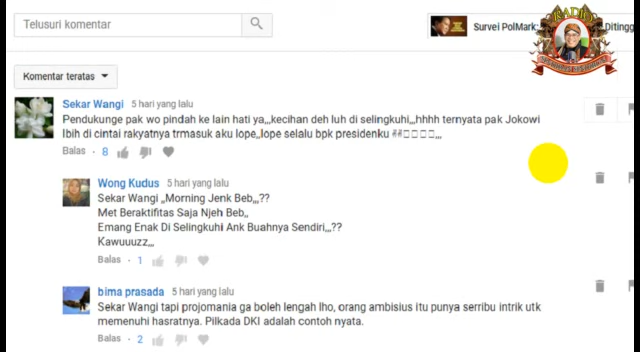 Telusuri komentar
Survei PolMark: Ditingg
Komentar teratas
Sekar Wangi 5 hari yang lalu
Pendukunge pak wo pindah ke lain hati ya,,,kecihan deh luh di selingkuhi,,,hhhh ternyata pak Jokowi
lbih di cintai rakyatnya trmasuk aku lope,,lope selalu bpk presidenku ##□□□□,,,
Balas · 8
Wong Kudus 5 hari yang lalu
Sekar Wangi ,,Morning Jenk Beb,,,??
Met Beraktifitas Saja Njeh Beb,,
Emang Enak Di Selingkuhi Ank Buahnya Sendiri,,,??
Kawuuuzz,,,
Balas · 1
bima prasada 5 hari yang lalu
Sekar Wangi tapi projomania ga boleh lengah lho, orang ambisius itu punya serribu intrik utk
memenuhi hasratnya. Pilkada DKI adalah contoh nyata.
Balas · 2